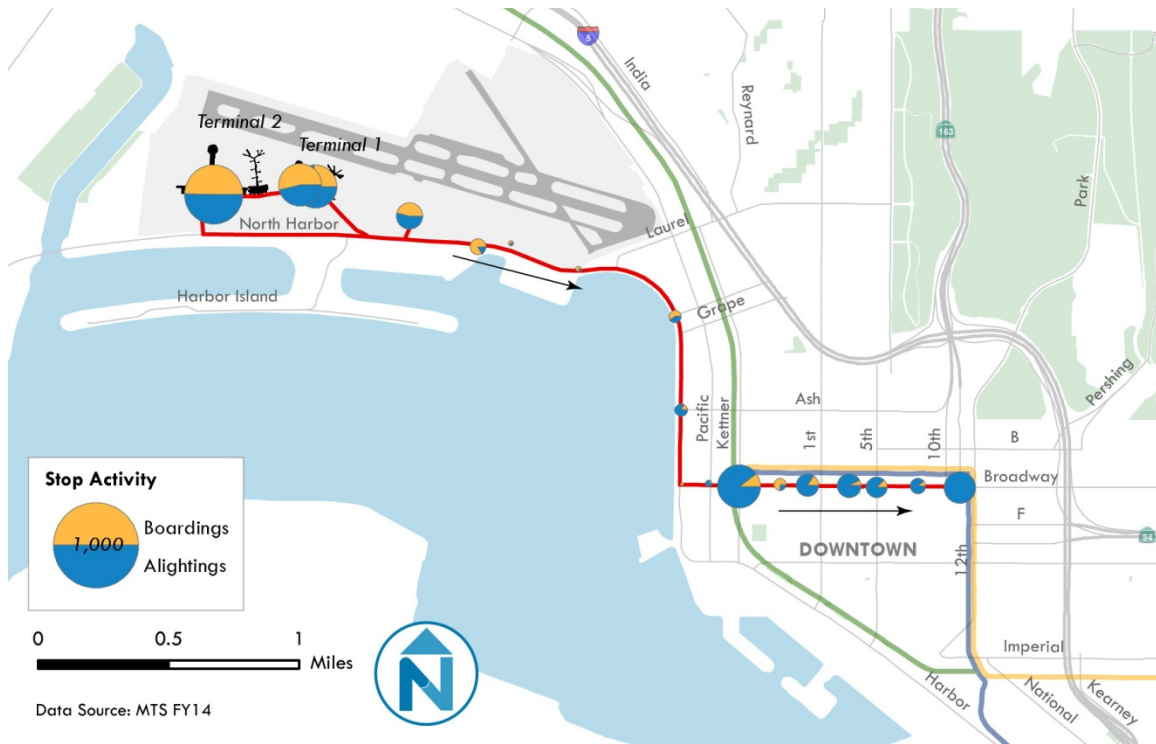 5
India
Reynard
163
Park
Terminal 2
Terminal 1
North Harbor
Laurel
Harbor Island
Grape
Pershing
Ash
Pacific
Kettner
1st
5th
10th
B
Broadway
F
94
DOWNTOWN
12th
Imperial
Harbor
National
Kearney
Stop Activity
1,000
Boardings
Alightings
0 0.5 1
Miles
N
Data Source: MTS FY14